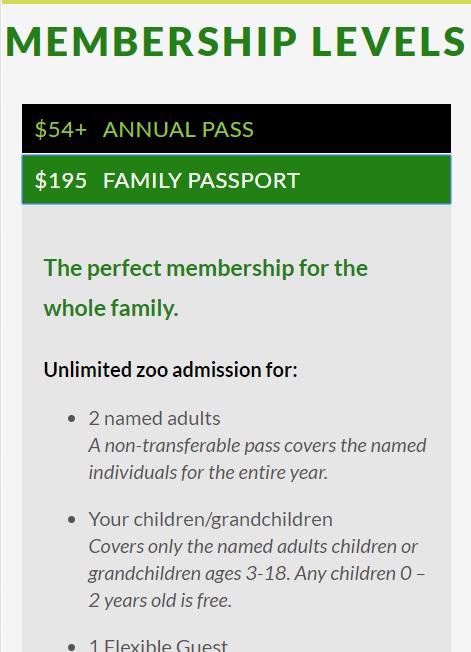 MEMBERSHIP LEVELS
$54+ ANNUAL PASS
$195 FAMILY PASSPORT
The perfect membership for the
whole family.
Unlimited zoo admission for:
• 2 named adults
A non-transferable pass covers the named
individuals for the entire year.
• Your children/grandchildren
Covers only the named adults children or
grandchildren ages 3-18. Any children 0 –
2 years old is free.
• 1 Flexible Guest